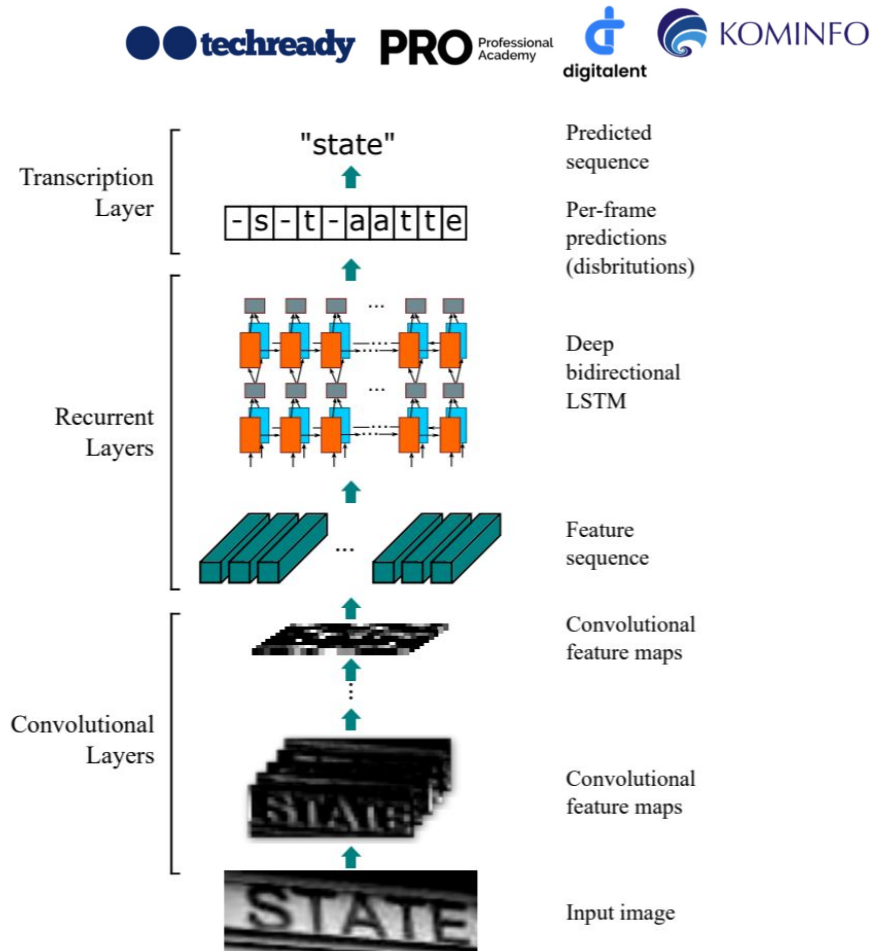 techready PRO Professional Academy digitalent KOMINFO
"state"
Predicted sequence
Transcription Layer
-s-t-aatte
Per-frame predictions (disbritutions)
...
Deep bidirectional LSTM
...
Recurrent Layers
...
Feature sequence
Convolutional feature maps
Convolutional Layers
STATE
Convolutional feature maps
STATE
Input image